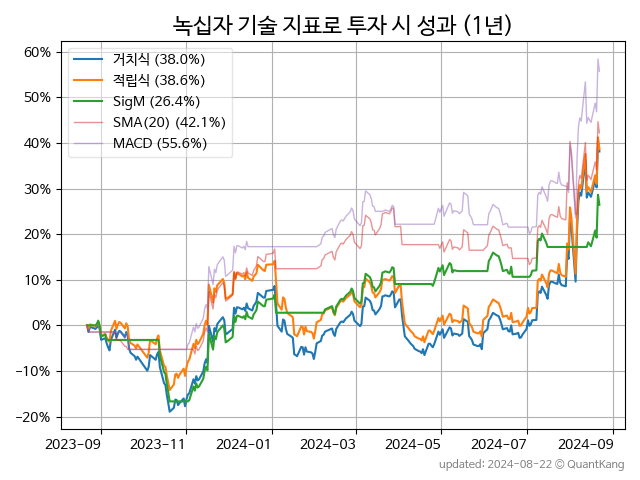 녹십자 기술 지표로 투자 시 성과 (1년)
60%
50%
40%
30%
20%
10%
0%
−10%
−20%
거치식 (38.0%)
적립식 (38.6%)
SigM (26.4%)
SMA(20) (42.1%)
MACD (55.6%)
2023-09 2023-11 2024-01 2024-03 2024-05 2024-07 2024-09
updated: 2024-08-22 © QuantKang